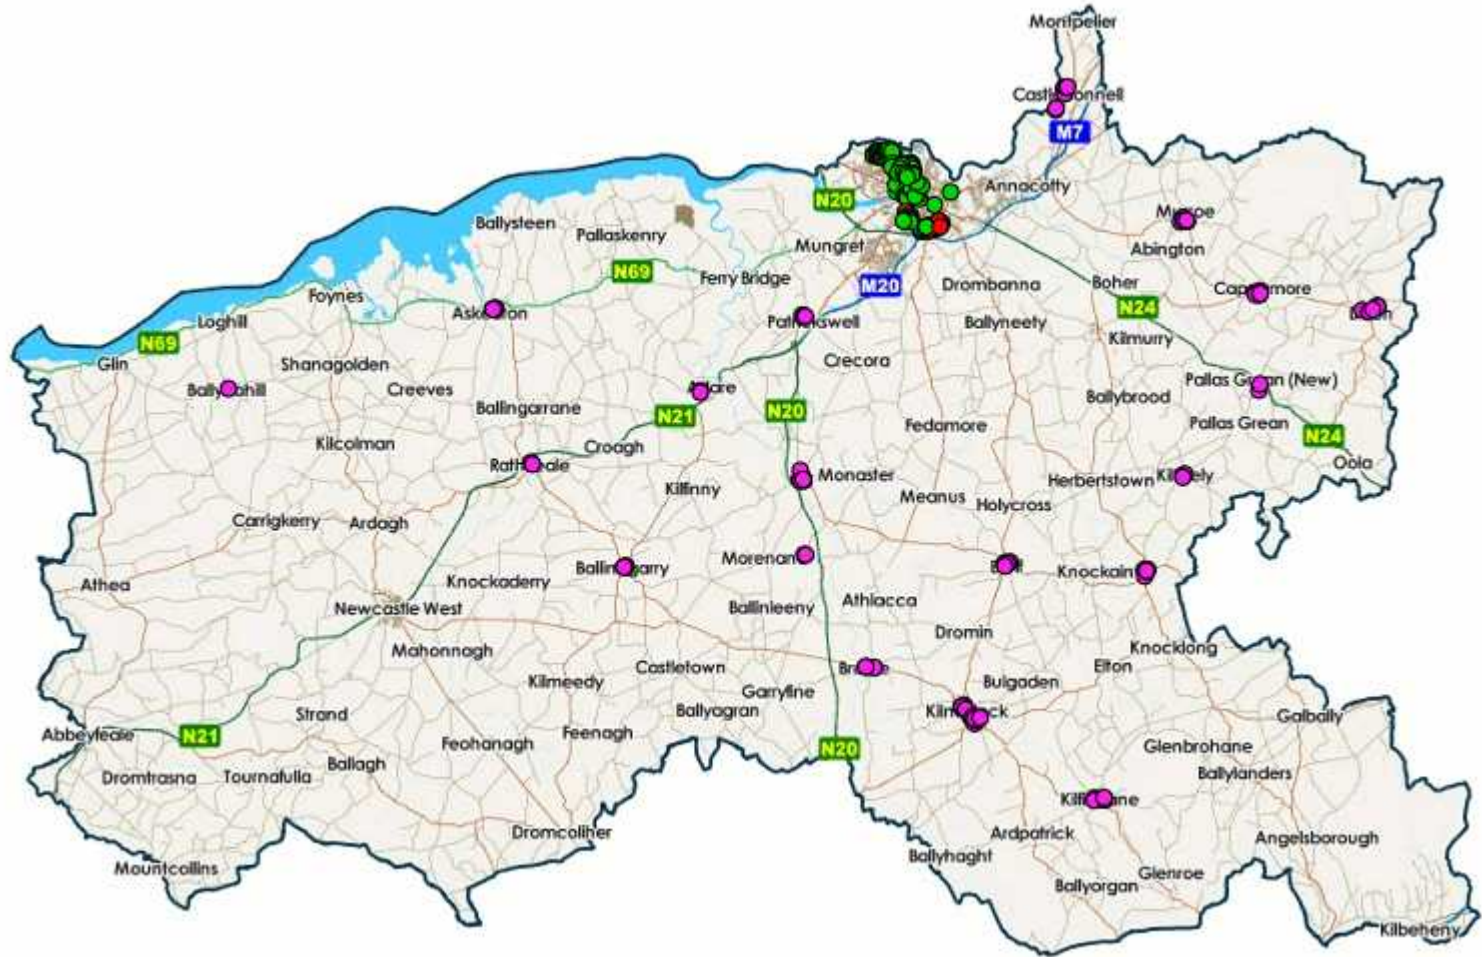 Montpelier
M7
Annacotty
N20
Ballysteen
Pallaskenry
Mungret
Abington
N69
Ferry Bridge
M20
Drombanna
Boher
Foynes
N24
Loghill
Ballyneety
Kilmurry
N69
Glin
Shanagolden
Crecora
Creeves
Pallas Grean (New)
Ballybrood
Ballingarrane
N21
N20
Pallas Grean
Fedamore
N24
Kilcolman
Croagh
Oola
Monaster
Kilfinny
Herbertstown
Meanus
Holycross
Carrigkerry
Ardagh
Knockaderry
Athea
Knockainy
Ballinleeny
Athlacca
Newcastle West
Dromin
Mahonnagh
Knocklong
Castletown
Elton
Kilmeedy
Bulgaden
Garryfine
Ballyagran
Strand
Galbally
Abbeyfeale
N21
Feohanagh
Feenagh
N20
Glenbrohane
Ballagh
Dromtrasna
Tournafulla
Ballylanders
Dromcolliher
Ardpatrick
Angelsborough
Ballyhaght
Mountcollins
Glenroe
Ballyorgan
Kilbeheny